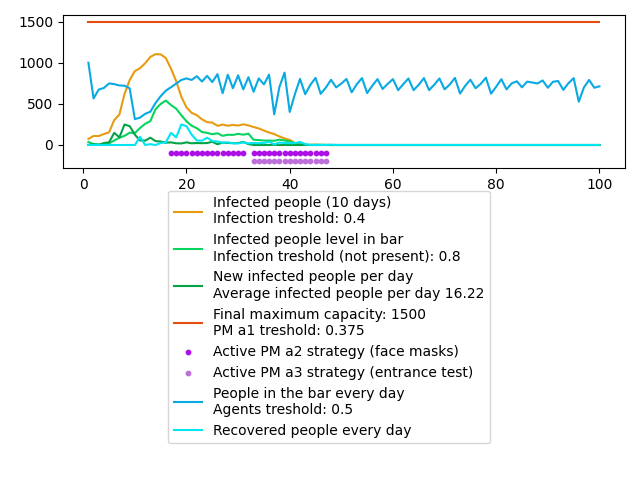 1500
1000
500
0
0 20 40 60 80 100
Infected people (10 days)
Infection treshold: 0.4
Infected people level in bar
Infection treshold (not present): 0.8
New infected people per day
Average infected people per day 16.22
Final maximum capacity: 1500
PM a1 treshold: 0.375
Active PM a2 strategy (face masks)
Active PM a3 strategy (entrance test)
People in the bar every day
Agents treshold: 0.5
Recovered people every day